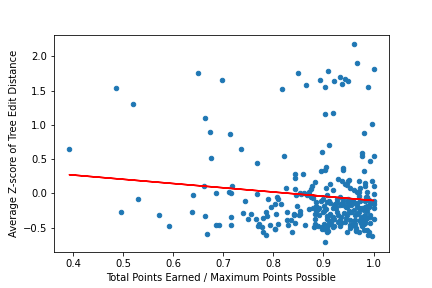 2.0
1.5
1.0
0.5
0.0
−0.5
Average Z-score of Tree Edit Distance
0.4 0.5 0.6 0.7 0.8 0.9 1.0
Total Points Earned / Maximum Points Possible